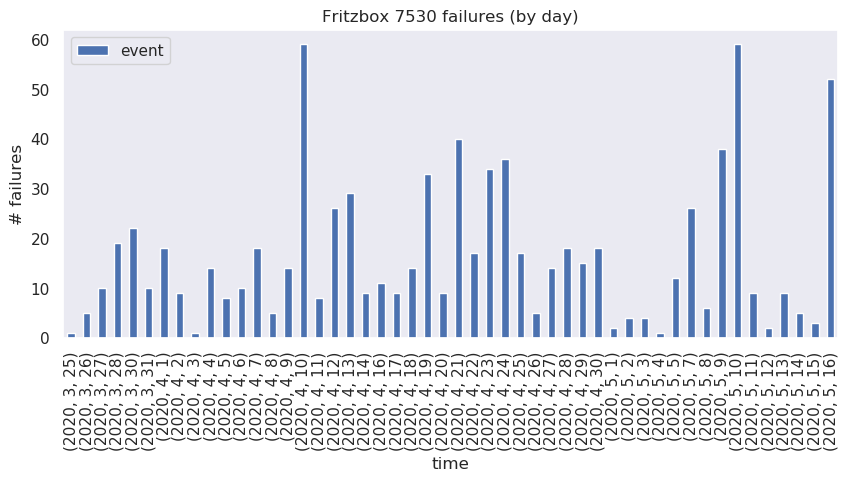 Fritzbox 7530 failures (by day)
event
# failures
60
50
40
30
20
10
0
(2020, 3, 25)
(2020, 3, 26)
(2020, 3, 27)
(2020, 3, 28)
(2020, 3, 30)
(2020, 3, 31)
(2020, 4, 1)
(2020, 4, 2)
(2020, 4, 3)
(2020, 4, 4)
(2020, 4, 5)
(2020, 4, 6)
(2020, 4, 7)
(2020, 4, 8)
(2020, 4, 9)
(2020, 4, 10)
(2020, 4, 11)
(2020, 4, 12)
(2020, 4, 13)
(2020, 4, 14)
(2020, 4, 16)
(2020, 4, 17)
(2020, 4, 18)
(2020, 4, 19)
(2020, 4, 20)
(2020, 4, 21)
(2020, 4, 22)
(2020, 4, 23)
(2020, 4, 24)
(2020, 4, 25)
(2020, 4, 26)
(2020, 4, 27)
(2020, 4, 28)
(2020, 4, 29)
(2020, 4, 30)
(2020, 5, 1)
(2020, 5, 2)
(2020, 5, 3)
(2020, 5, 4)
(2020, 5, 5)
(2020, 5, 7)
(2020, 5, 8)
(2020, 5, 9)
(2020, 5, 10)
(2020, 5, 11)
(2020, 5, 12)
(2020, 5, 13)
(2020, 5, 14)
(2020, 5, 15)
(2020, 5, 16)
time